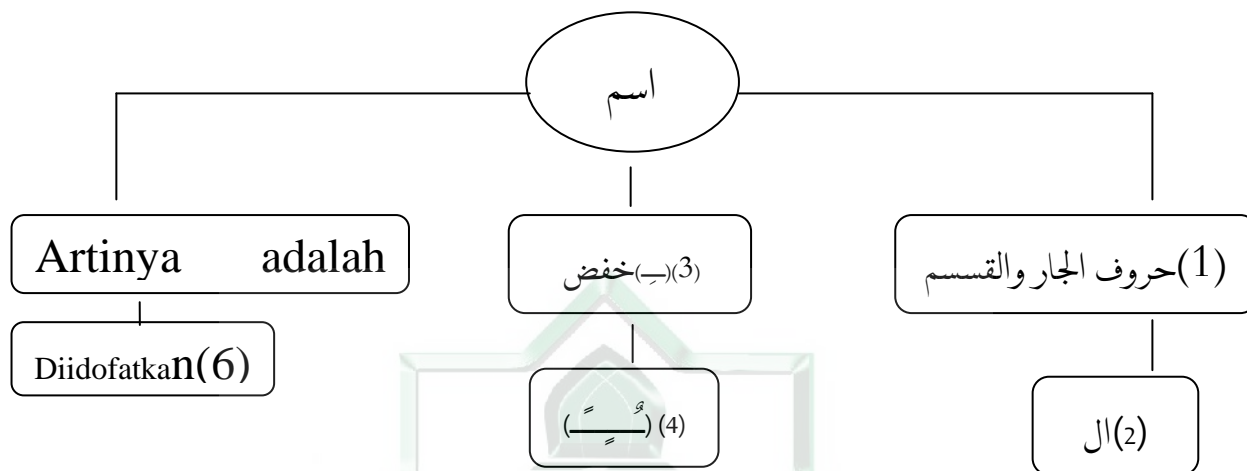 اسم
(1)حروف الجار والقسسم
(2)ال
(3)(ـِ)خفض
(4) (ـًـٍـٌ)
Artinya adalah
Diidofatkan(6)